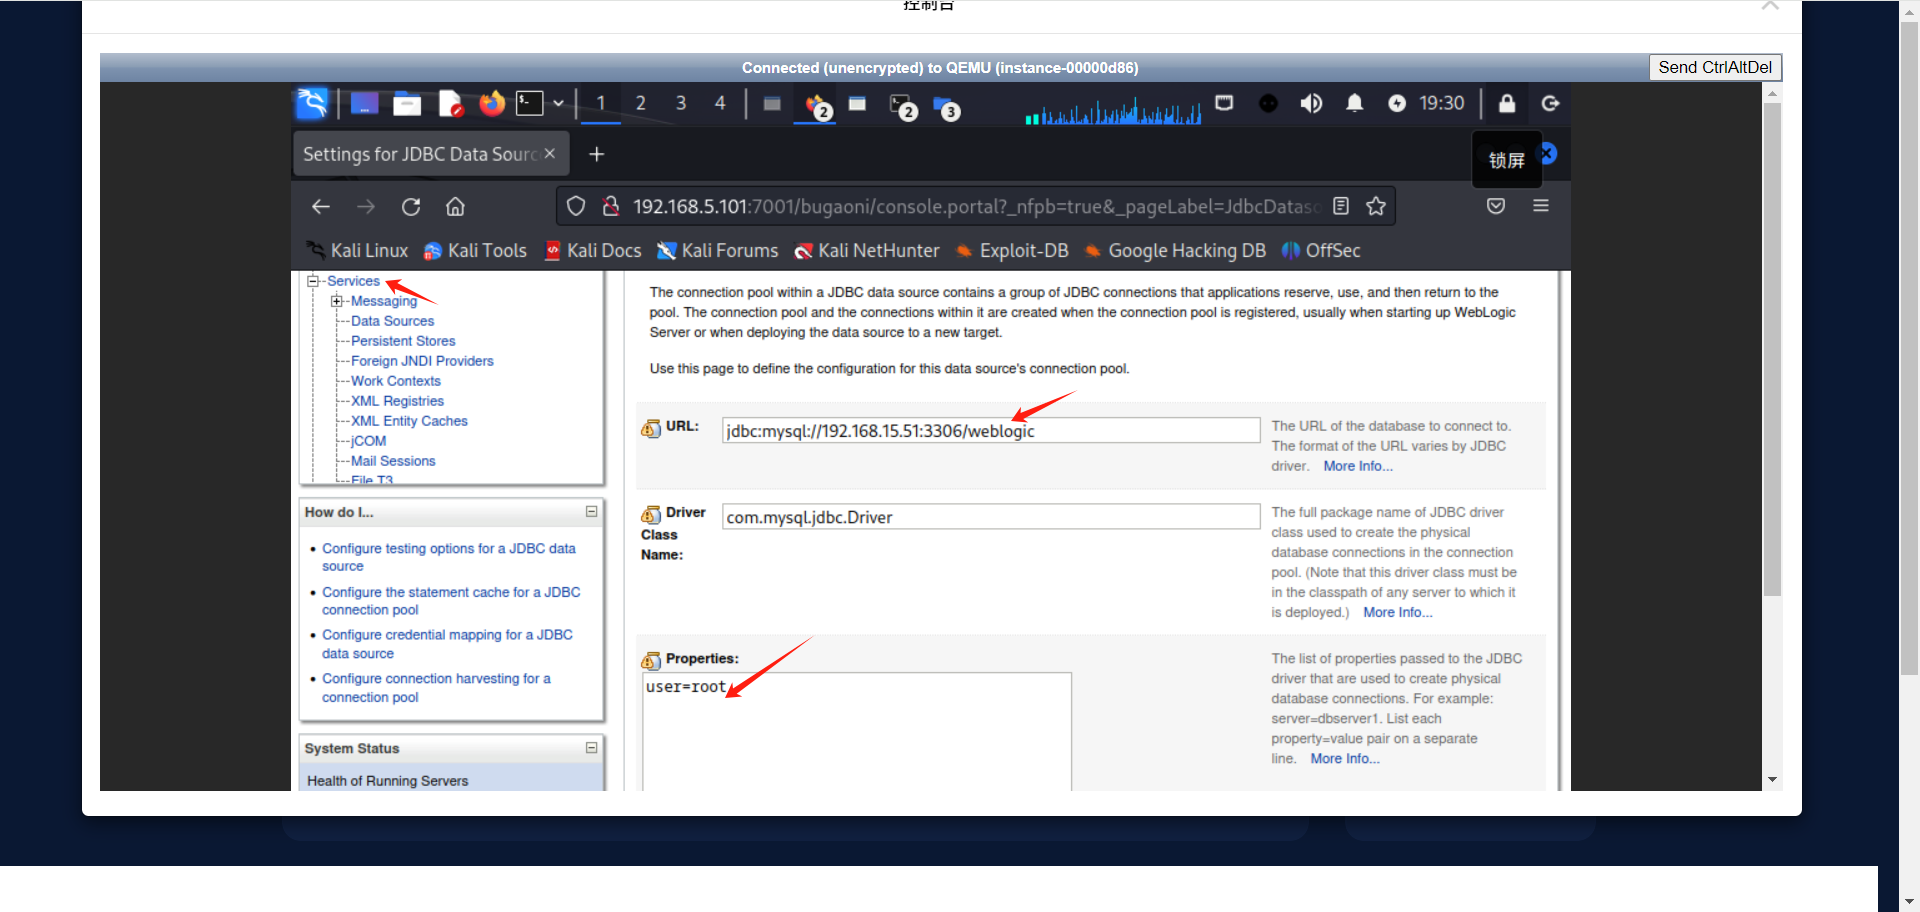 控制台
Connected (unencrypted) to QEMU (instance-00000d86)
Send CtrlAltDel
1 2 3 4 2 2 3 19:30
Settings for JDBC Data Sourc
锁屏
192.168.5.101:7001/bugaoni/console.portal?_nfpb=true&_pageLabel=JdbcDataso
Kali Linux Kali Tools Kali Docs Kali Forums Kali NetHunter Exploit-DB Google Hacking DB OffSec
Services
Messaging
Data Sources
Persistent Stores
Foreign JNDI Providers
Work Contexts
XML Registries
XML Entity Caches
jCOM
Mail Sessions
File T3
How do I...
Configure testing options for a JDBC data
source
Configure the statement cache for a JDBC
connection pool
Configure credential mapping for a JDBC
data source
Configure connection harvesting for a
connection pool
System Status
Health of Running Servers
The connection pool within a JDBC data source contains a group of JDBC connections that applications reserve, use, and then return to the
pool. The connection pool and the connections within it are created when the connection pool is registered, usually when starting up WebLogic
Server or when deploying the data source to a new target.
Use this page to define the configuration for this data source's connection pool.
URL:
jdbc:mysql://192.168.15.51:3306/weblogic
The URL of the database to connect to.
The format of the URL varies by JDBC
driver. More Info...
Driver
Class
Name:
com.mysql.jdbc.Driver
The full package name of JDBC driver
class used to create the physical
database connections in the connection
pool. (Note that this driver class must be
in the classpath of any server to which it
is deployed.) More Info...
Properties:
user=root
The list of properties passed to the JDBC
driver that are used to create physical
database connections. For example:
server=dbserver1. List each
property=value pair on a separate
line. More Info...